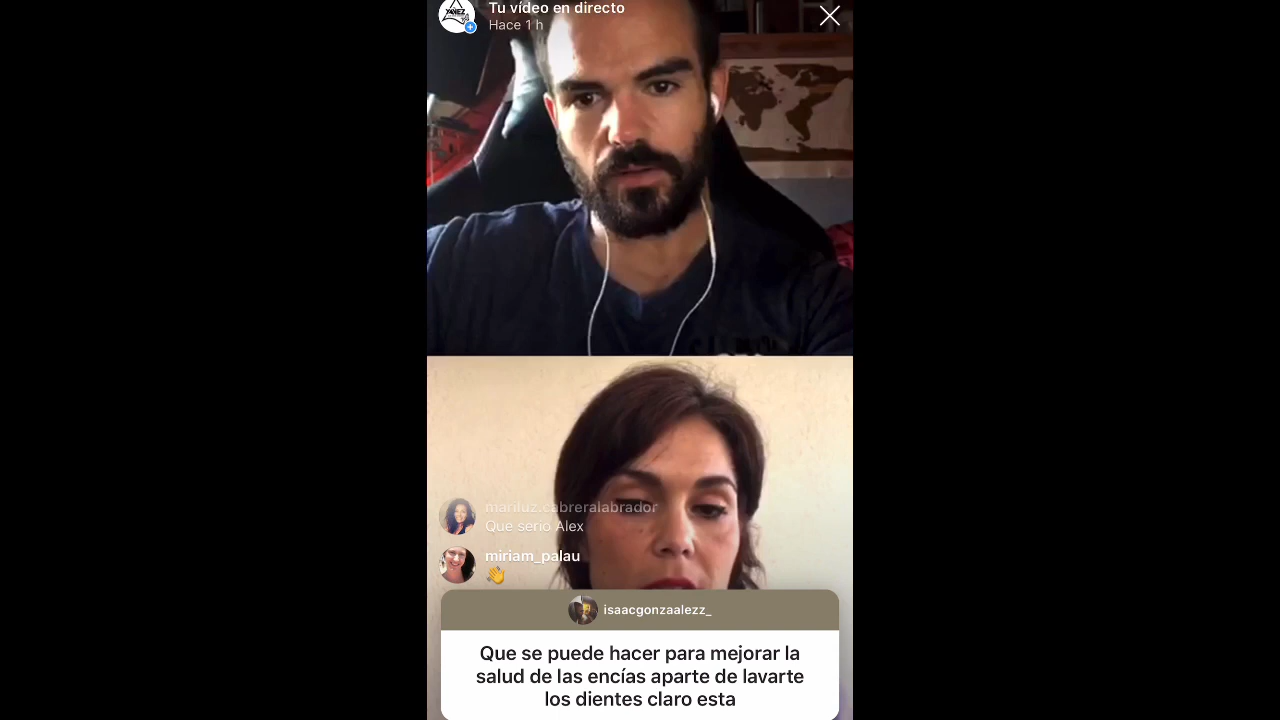 YAÑEZ
Tu vídeo en directo
Hace 1 h
mariluz.cabreralabrador
Que serio Alex
miriam_palau
👋
isaacgonzaalezz_
Que se puede hacer para mejorar la
salud de las encías aparte de lavarte
los dientes claro esta